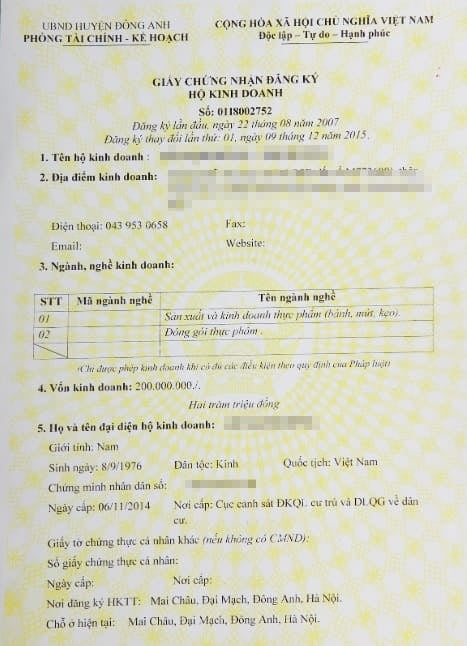 UBND HUYỆN ĐÔNG ANH
PHÒNG TÀI CHÍNH - KẾ HOẠCH
CỘNG HÒA XÃ HỘI CHỦ NGHĨA VIỆT NAM
Độc lập – Tự do – Hạnh phúc
GIẤY CHỨNG NHẬN ĐĂNG KÝ
HỘ KINH DOANH
Số: 01I8002752
Đăng ký lần đầu, ngày 22 tháng 08 năm 2007
Đăng ký thay đổi lần thứ: 01, ngày 09 tháng 12 năm 2015.
1. Tên hộ kinh doanh :
2. Địa điểm kinh doanh:
Điện thoại: 043 953 0658 Fax:
Email: Website:
3. Ngành, nghề kinh doanh:
STT Mã ngành nghề Tên ngành nghề
01 Sản xuất và kinh doanh thực phẩm (bánh, mứt, kẹo).
02 Đóng gói thực phẩm .
(Chỉ được phép kinh doanh khi có đủ các điều kiện theo quy định của Pháp luật)
4. Vốn kinh doanh: 200.000.000./.
Hai trăm triệu đồng
5. Họ và tên đại diện hộ kinh doanh:
Giới tính: Nam
Sinh ngày: 8/9/1976 Dân tộc: Kinh Quốc tịch: Việt Nam
Chứng minh nhân dân số:
Ngày cấp: 06/11/2014 Nơi cấp: Cục cảnh sát ĐKQL cư trú và DLQG về dân
cư.
Giấy tờ chứng thực cá nhân khác (nếu không có CMND):
Số giấy chứng thực cá nhân:
Ngày cấp: Nơi cấp:
Nơi đăng ký HKTT: Mai Châu, Đại Mạch, Đông Anh, Hà Nội.
Chỗ ở hiện tại: Mai Châu, Đại Mạch, Đông Anh, Hà Nội.